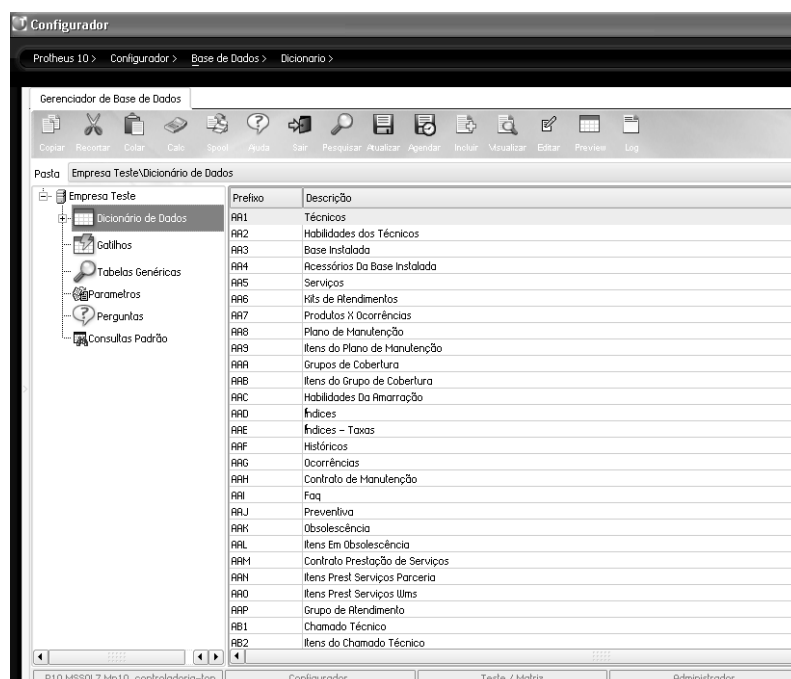 Configurador
Protheus 10 > Configurador > Base de Dados > Dicionario >
Gerenciador de Base de Dados
Copiar Recortar Colar Calc Spool Ajuda Sair Pesquisar Atualizar Agendar Incluir Visualizar Editar Preview Log
Pasta Empresa Teste\Dicionário de Dados
Empresa Teste
Dicionário de Dados
Gatilhos
Tabelas Genéricas
Parametros
Perguntas
Consultas Padrão
Prefixo Descrição
AA1 Técnicos
AA2 Habilidades dos Técnicos
AA3 Base Instalada
AA4 Acessórios Da Base Instalada
AA5 Serviços
AA6 Kits de Atendimentos
AA7 Produtos X Ocorrências
AA8 Plano de Manutenção
AA9 Itens do Plano de Manutenção
AAA Grupos de Cobertura
AAB Itens do Grupo de Cobertura
AAC Habilidades Da Amarração
AAD Índices
AAE Índices - Taxas
AAF Históricos
AAG Ocorrências
AAH Contrato de Manutenção
AAI Faq
AAJ Preventiva
AAK Obsolescência
AAL Itens Em Obsolescência
AAM Contrato Prestação de Serviços
AAN Itens Prest Serviços Parceria
AAO Itens Prest Serviços Wms
AAP Grupo de Atendimento
AB1 Chamado Técnico
AB2 Itens do Chamado Técnico
Configurador Teste / Matriz Administrador